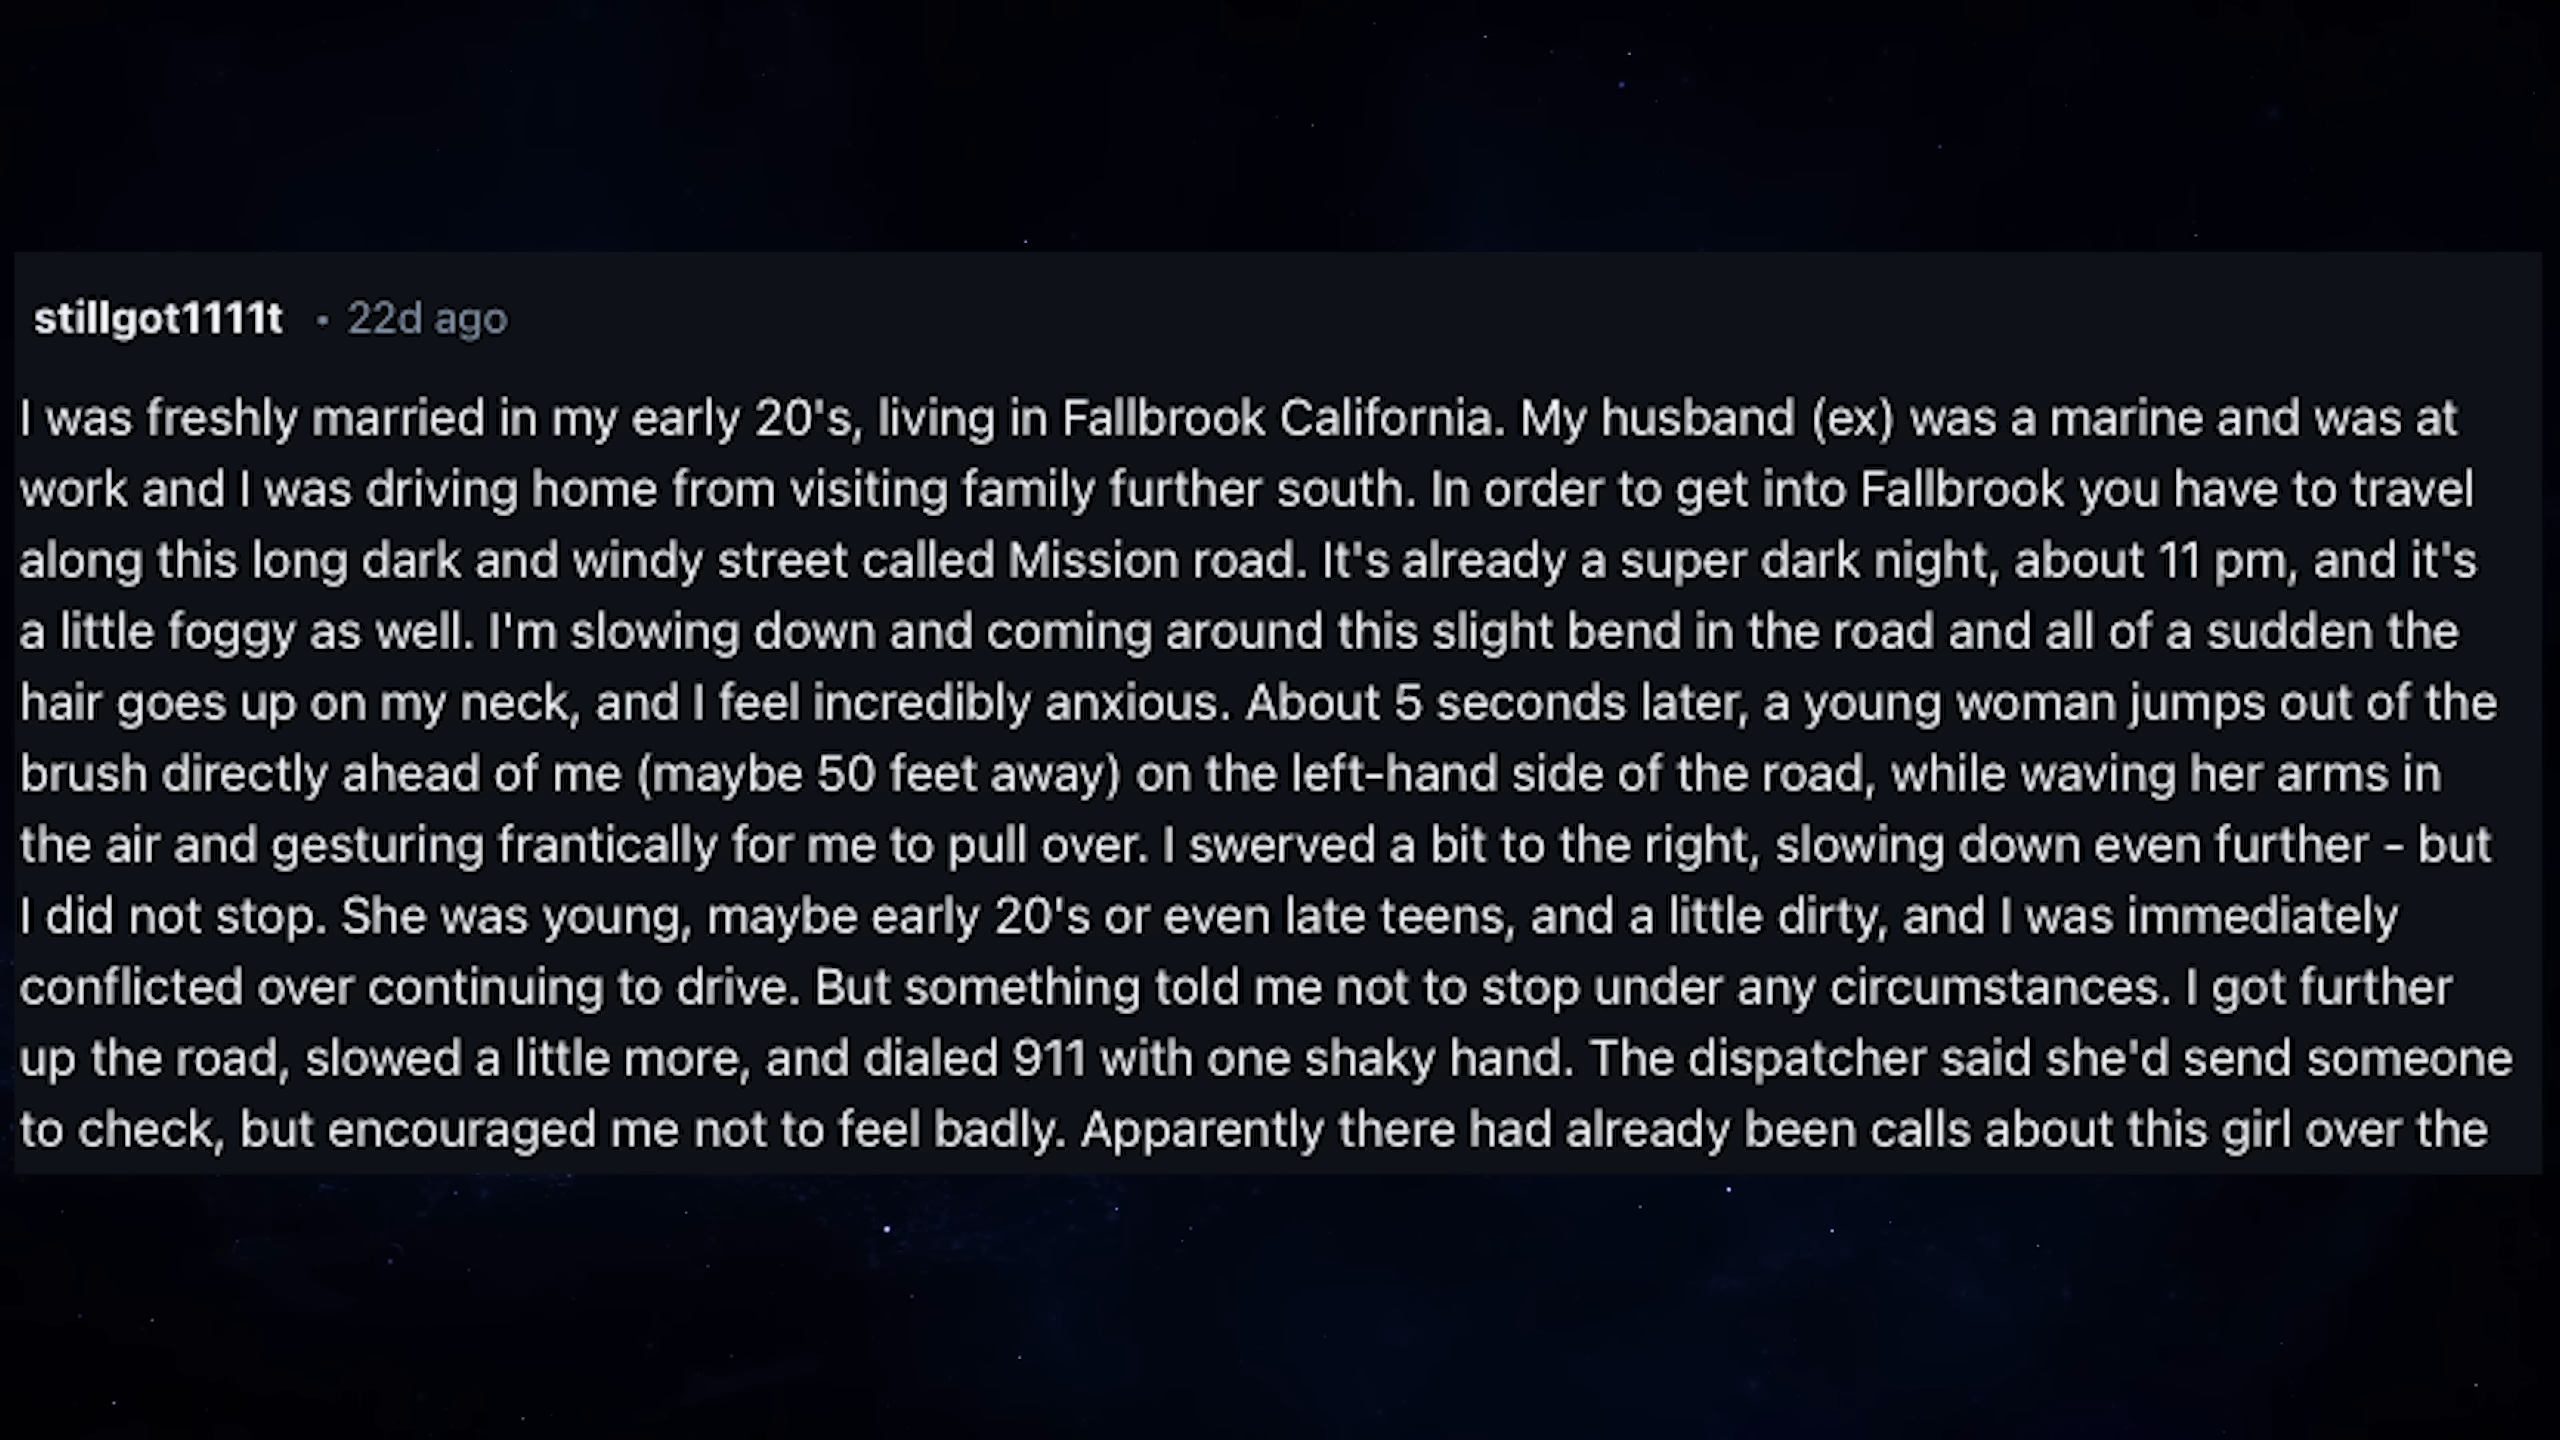 stillgot1111t • 22d ago
I was freshly married in my early 20's, living in Fallbrook California. My husband (ex) was a marine and was at
work and I was driving home from visiting family further south. In order to get into Fallbrook you have to travel
along this long dark and windy street called Mission road. It's already a super dark night, about 11 pm, and it's
a little foggy as well. I'm slowing down and coming around this slight bend in the road and all of a sudden the
hair goes up on my neck, and I feel incredibly anxious. About 5 seconds later, a young woman jumps out of the
brush directly ahead of me (maybe 50 feet away) on the left-hand side of the road, while waving her arms in
the air and gesturing frantically for me to pull over. I swerved a bit to the right, slowing down even further - but
I did not stop. She was young, maybe early 20's or even late teens, and a little dirty, and I was immediately
conflicted over continuing to drive. But something told me not to stop under any circumstances. I got further
up the road, slowed a little more, and dialed 911 with one shaky hand. The dispatcher said she'd send someone
to check, but encouraged me not to feel badly. Apparently there had already been calls about this girl over the